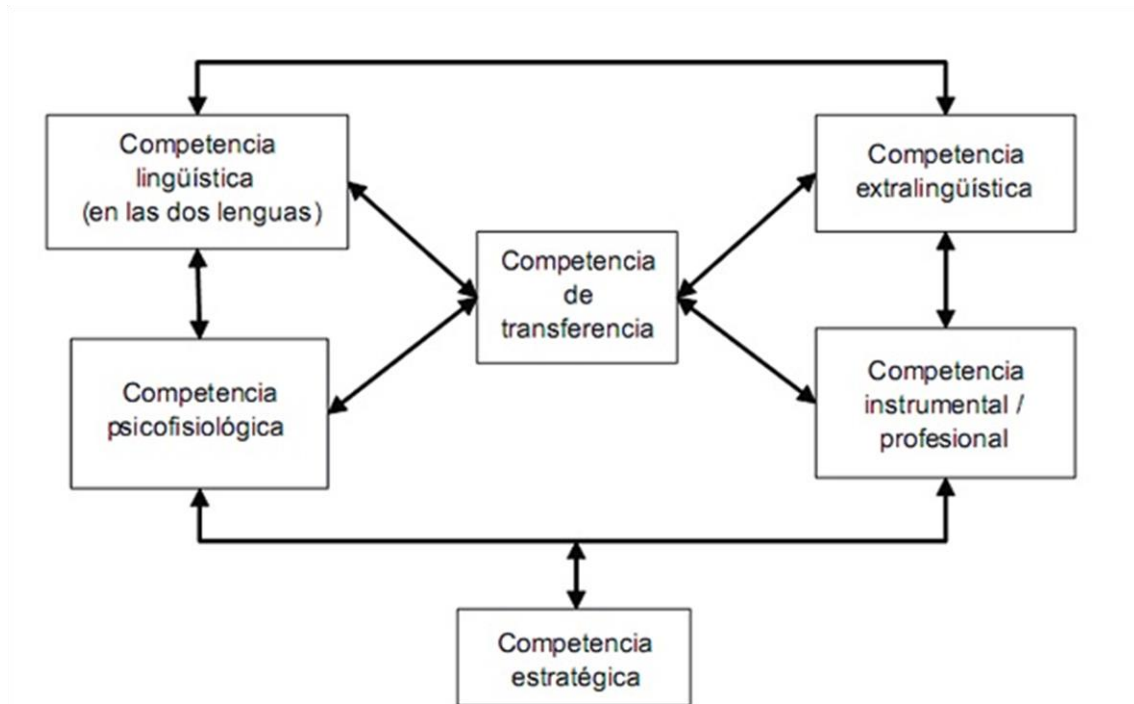 Competencia
lingüística
(en las dos lenguas)
Competencia
extralingüística
Competencia
de
transferencia
Competencia
psicofisiológica
Competencia
instrumental /
profesional
Competencia
estratégica